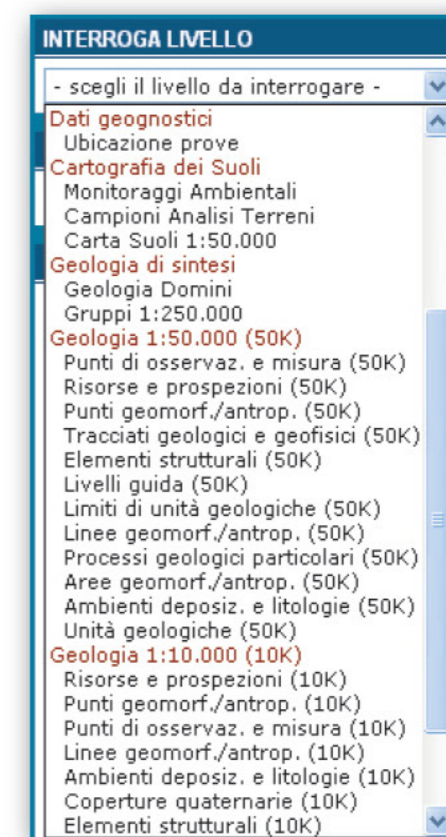 INTERROGA LIVELLO
- scegli il livello da interrogare -
Dati geognostici
Ubicazione prove
Cartografia dei Suoli
Monitoraggi Ambientali
Campioni Analisi Terreni
Carta Suoli 1:50.000
Geologia di sintesi
Geologia Domini
Gruppi 1:250.000
Geologia 1:50.000 (50K)
Punti di osservaz. e misura (50K)
Risorse e prospezioni (50K)
Punti geomorf./antrop. (50K)
Tracciati geologici e geofisici (50K)
Elementi strutturali (50K)
Livelli guida (50K)
Limiti di unità geologiche (50K)
Linee geomorf./antrop. (50K)
Processi geologici particolari (50K)
Aree geomorf./antrop. (50K)
Ambienti deposiz. e litologie (50K)
Unità geologiche (50K)
Geologia 1:10.000 (10K)
Risorse e prospezioni (10K)
Punti geomorf./antrop. (10K)
Punti di osservaz. e misura (10K)
Linee geomorf./antrop. (10K)
Ambienti deposiz. e litologie (10K)
Coperture quaternarie (10K)
Elementi strutturali (10K)